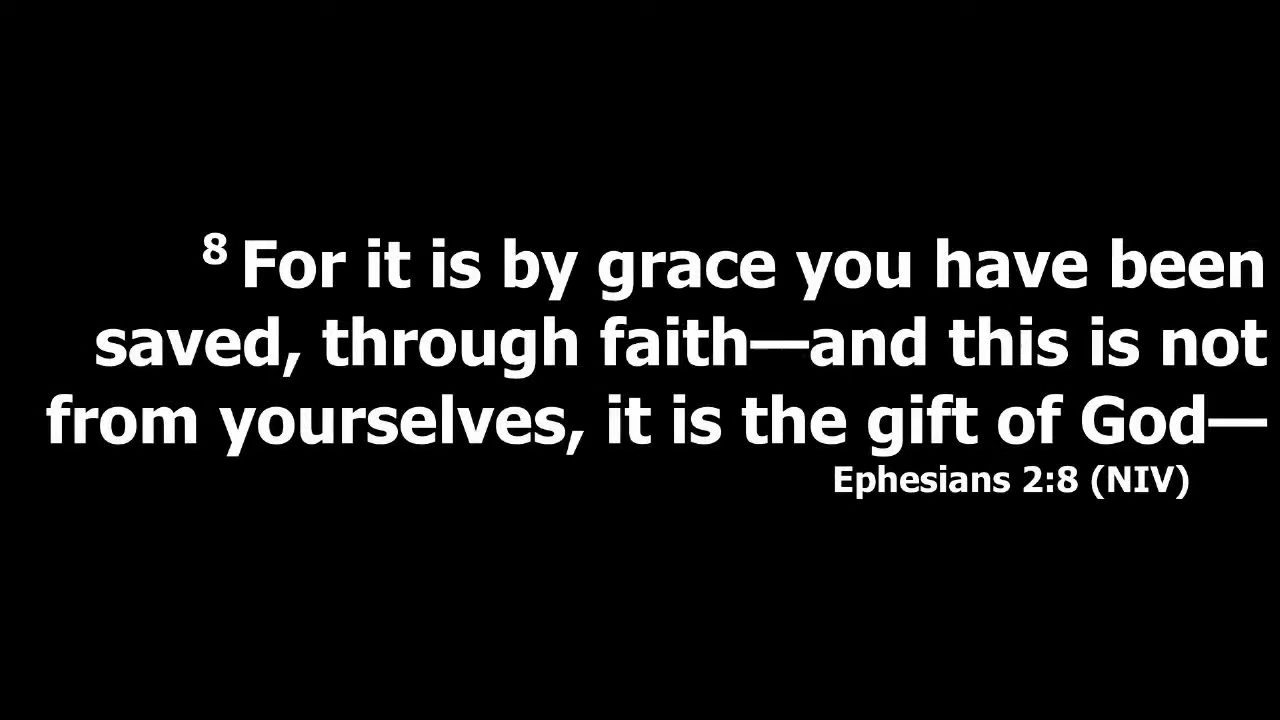 8 For it is by grace you have been
saved, through faith—and this is not
from yourselves, it is the gift of God—
Ephesians 2:8 (NIV)